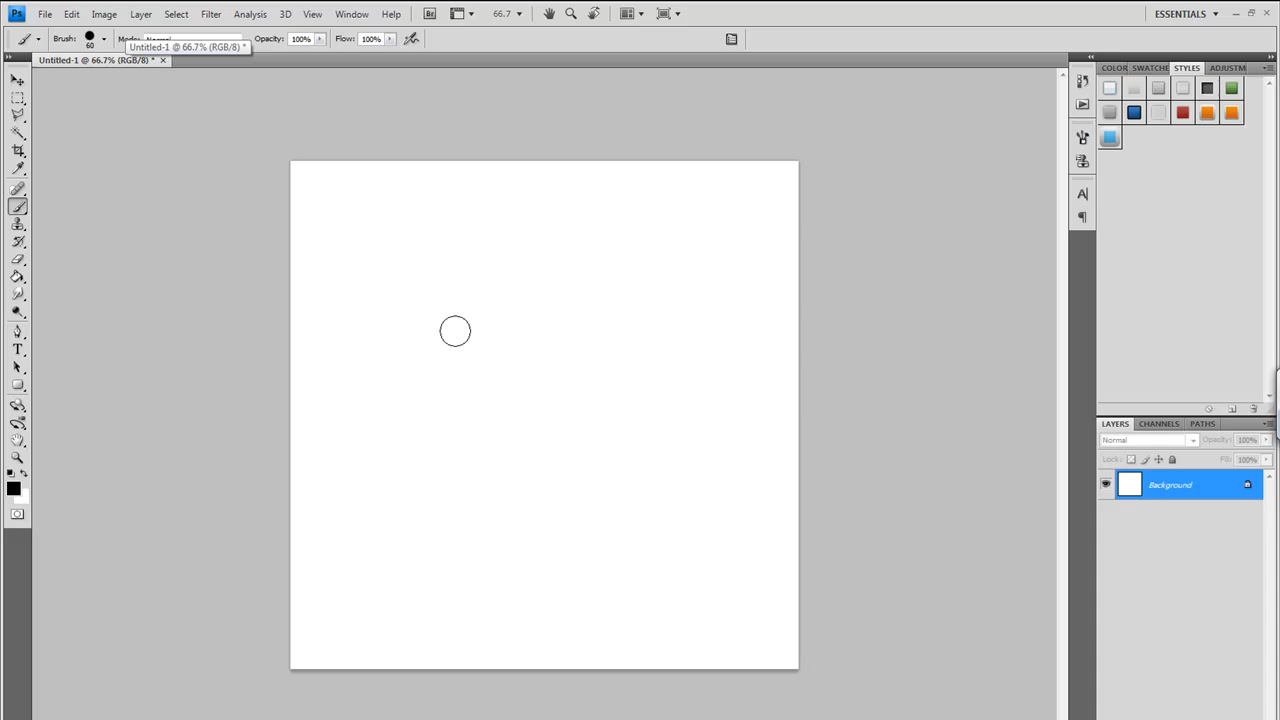 Ps File Edit Image Layer Select Filter Analysis 3D View Window Help Br 66.7 ESSENTIALS
Brush: 60 Mode: Normal Opacity: 100% Flow: 100%
Untitled-1 @ 66.7% (RGB/8) *
Untitled-1 @ 66.7% (RGB/8) *
COLOR SWATCHE STYLES ADJUSTM
A
T
LAYERS CHANNELS PATHS
Normal Opacity: 100%
Lock: Fill: 100%
Background